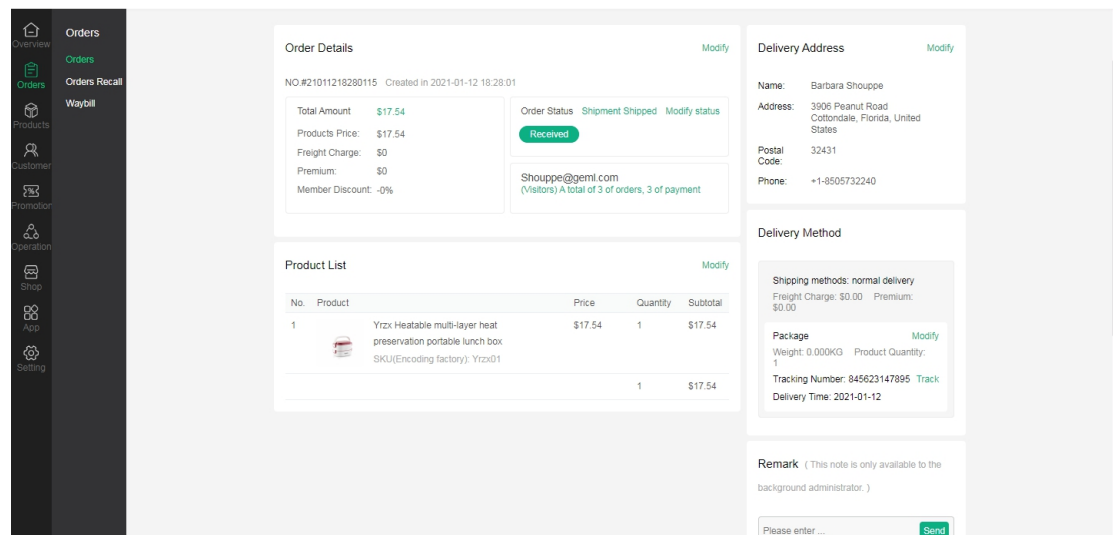 Overview
Orders
Products
Customer
Promotion
Operation
Shop
App
Setting
Orders
Orders
Orders Recall
Waybill
Order Details
Modify
NO.#21011218280115 Created in 2021-01-12 18:28:01
Total Amount $17.54
Products Price: $17.54
Freight Charge: $0
Premium: $0
Member Discount: -0%
Order Status Shipment Shipped Modify status
Received
Shouppe@geml.com
(Visitors) A total of 3 of orders, 3 of payment
Product List
Modify
No. Product Price Quantity Subtotal
1 Yrzx Heatable multi-layer heat $17.54 1 $17.54
preservation portable lunch box
SKU(Encoding factory): Yrzx01
1 $17.54
Delivery Address
Modify
Name: Barbara Shouppe
Address: 3906 Peanut Road
Cottondale, Florida, United
States
Postal 32431
Code:
Phone: +1-8505732240
Delivery Method
Shipping methods: normal delivery
Freight Charge: $0.00 Premium:
$0.00
Package Modify
Weight: 0.000KG Product Quantity:
1
Tracking Number: 845623147895 Track
Delivery Time: 2021-01-12
Remark ( This note is only available to the
background administrator. )
Please enter ... Send